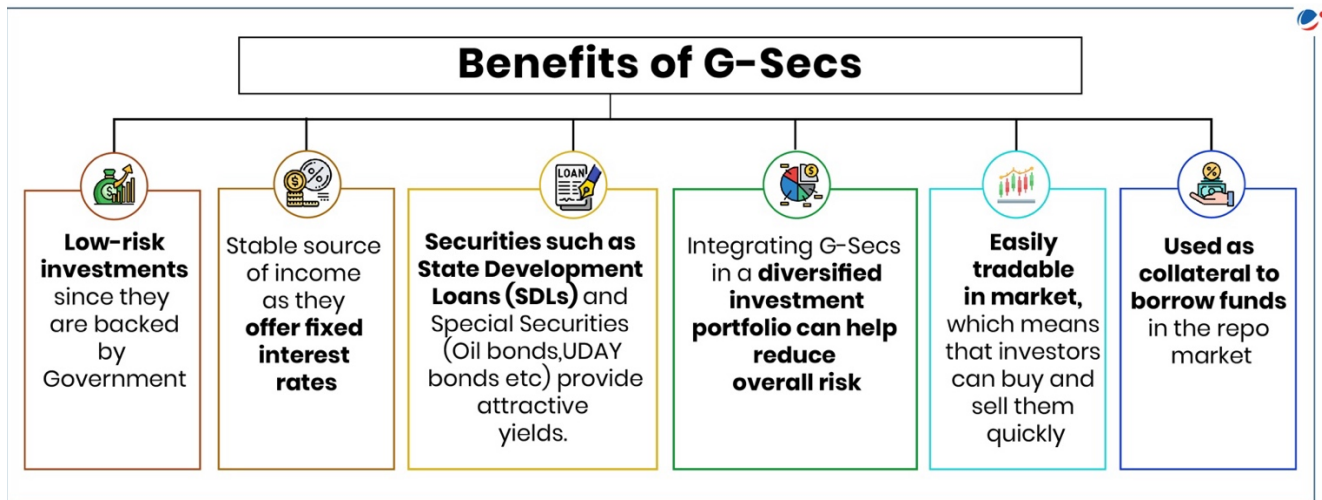 Benefits of G-Secs
Low-risk
investments
since they
are backed
by
Government
Stable source
of income
as they
offer fixed
interest
rates
LOAN
Securities such as
State Development
Loans (SDLs) and
Special Securities
(Oil bonds,UDAY
bonds etc) provide
attractive
yields.
Integrating G-Secs
in a diversified
investment
portfolio can help
reduce
overall risk
Easily
tradable
in market,
which means
that investors
can buy and
sell them
quickly
Used as
collateral to
borrow funds
in the repo
market